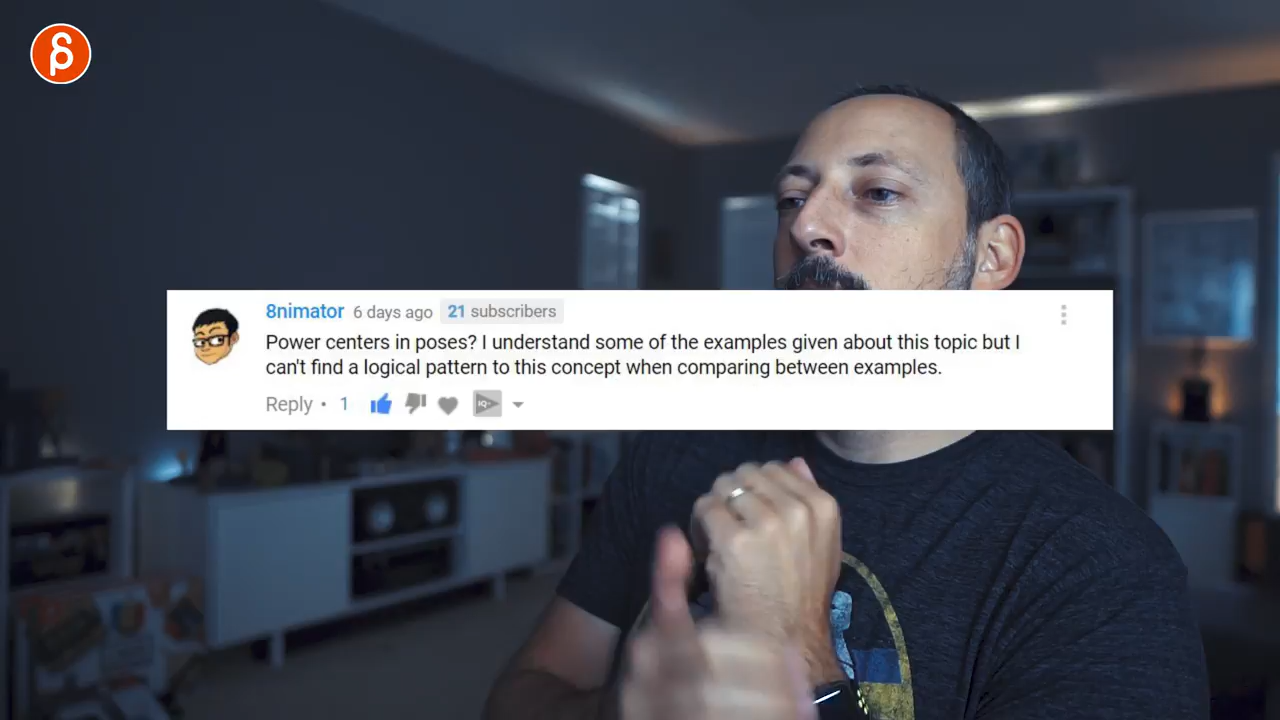 8nimator 6 days ago 21 subscribers
Power centers in poses? I understand some of the examples given about this topic but I
can't find a logical pattern to this concept when comparing between examples.
Reply • 1 IQ